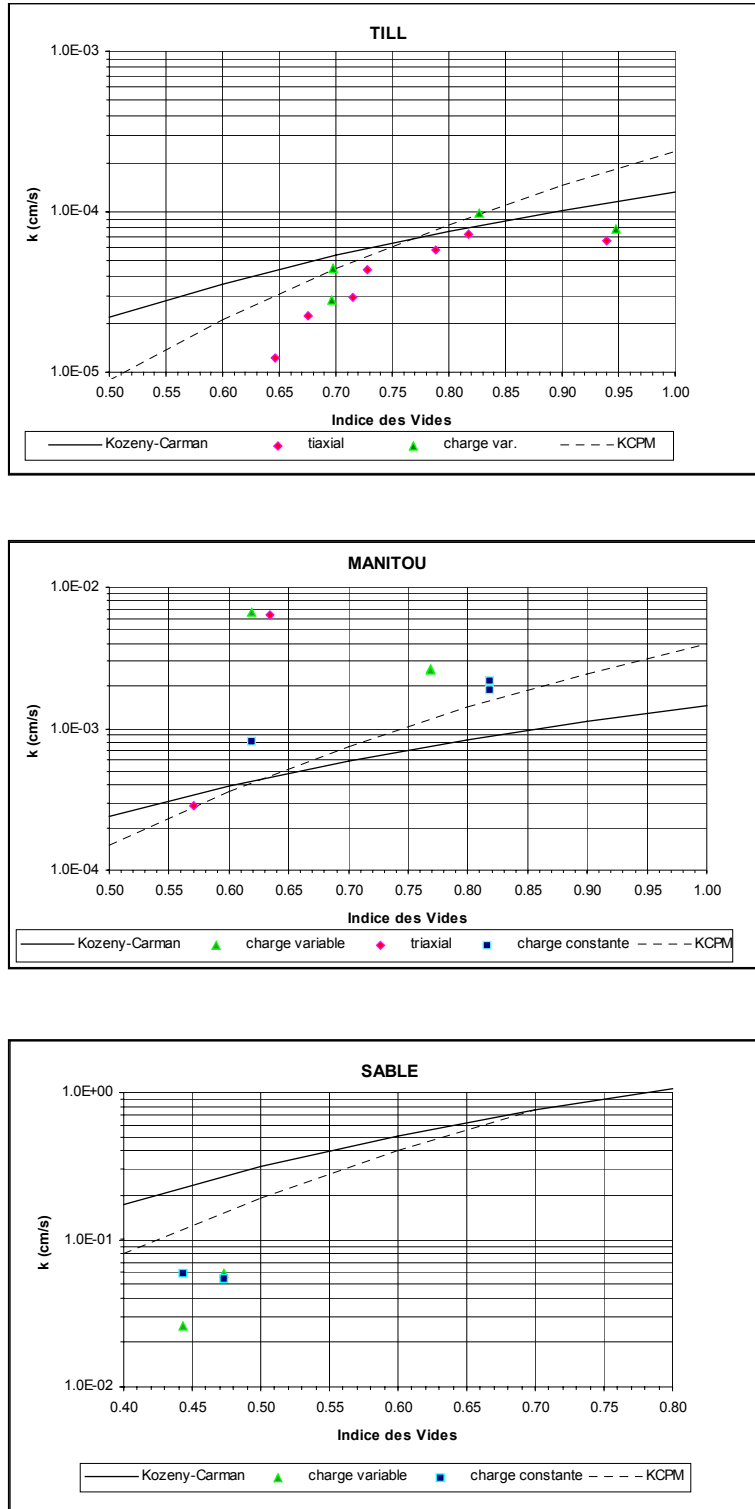 TILL
1.0E-03
1.0E-04
1.0E-05
k (cm/s)
0.50 0.55 0.60 0.65 0.70 0.75 0.80 0.85 0.90 0.95 1.00
Indice des Vides
Kozeny-Carman tiaxial charge var. KCPM
MANITOU
1.0E-02
1.0E-03
1.0E-04
k (cm/s)
0.50 0.55 0.60 0.65 0.70 0.75 0.80 0.85 0.90 0.95 1.00
Indice des Vides
Kozeny-Carman charge variable triaxial charge constante KCPM
SABLE
1.0E+00
1.0E-01
1.0E-02
k (cm/s)
0.40 0.45 0.50 0.55 0.60 0.65 0.70 0.75 0.80
Indice des Vides
Kozeny-Carman charge variable charge constante KCPM